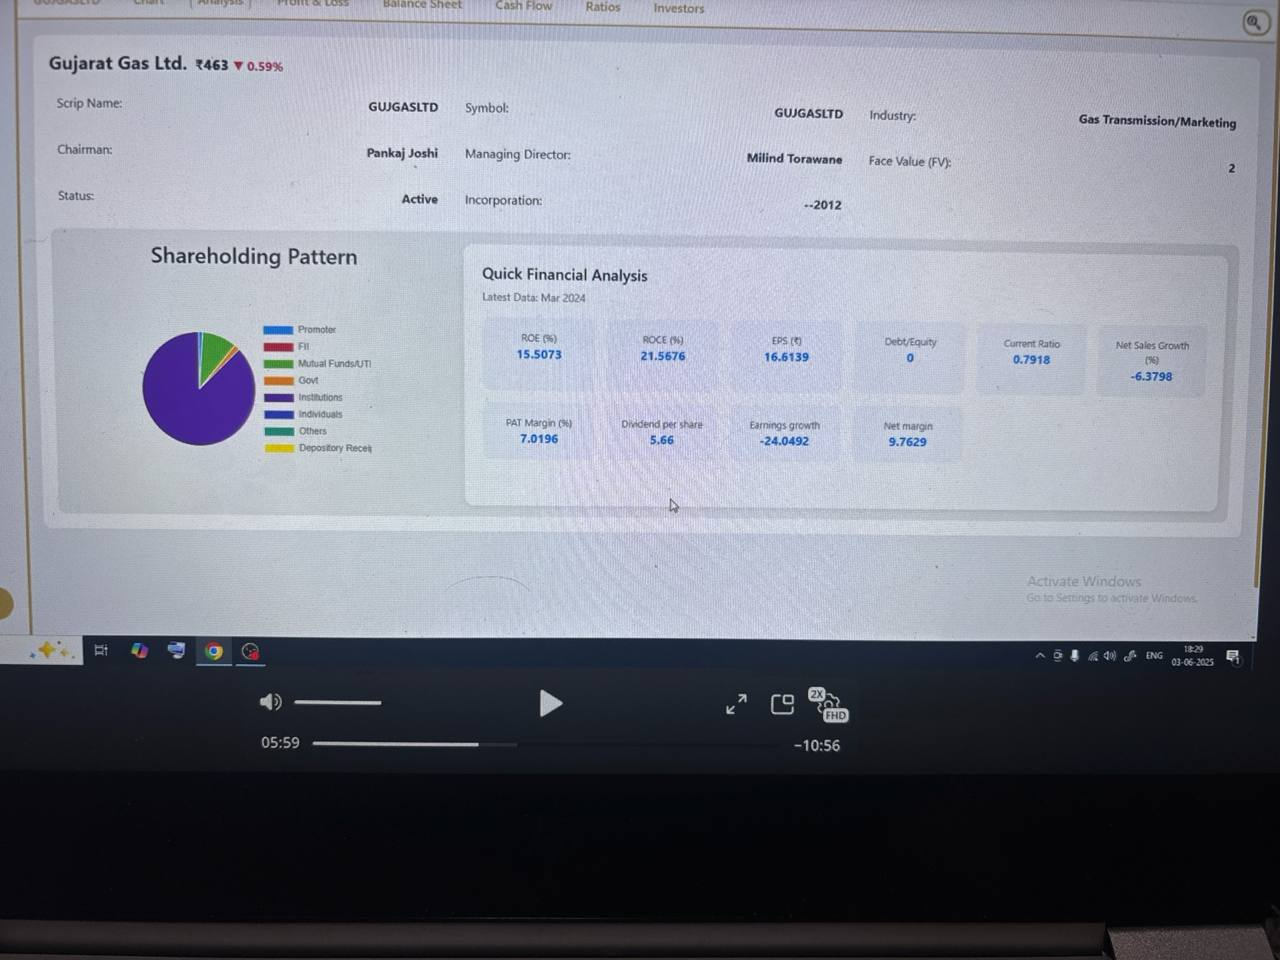 GUJGASLTD Chart Analysis Profit & Loss Balance Sheet Cash Flow Ratios Investors
Gujarat Gas Ltd. ₹463 ▼ 0.59%
Scrip Name: GUJGASLTD Symbol: GUJGASLTD Industry: Gas Transmission/Marketing
Chairman: Pankaj Joshi Managing Director: Milind Torawane Face Value (FV): 2
Status: Active Incorporation: --2012
Shareholding Pattern
Promoter
FII
Mutual Funds/UTI
Govt
Institutions
Individuals
Others
Depository Receip
Quick Financial Analysis
Latest Data: Mar 2024
ROE (%) ROCE (%) EPS (₹) Debt/Equity Current Ratio Net Sales Growth (%)
15.5073 21.5676 16.6139 0 0.7918 -6.3798
PAT Margin (%) Dividend per share Earnings growth Net margin
7.0196 5.66 -24.0492 9.7629
Activate Windows
Go to Settings to activate Windows.
ENG 18:29
03-06-2025
1
2X
FHD
05:59 -10:56